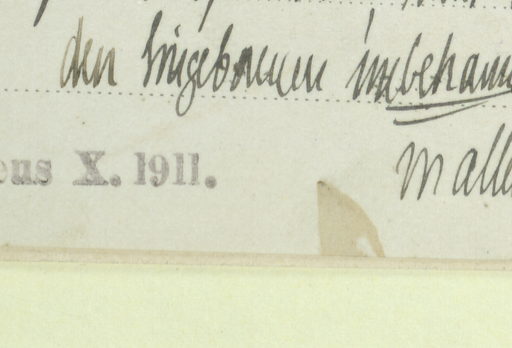 den Eingebornen unbekannt
eus X. 1911.
Malle